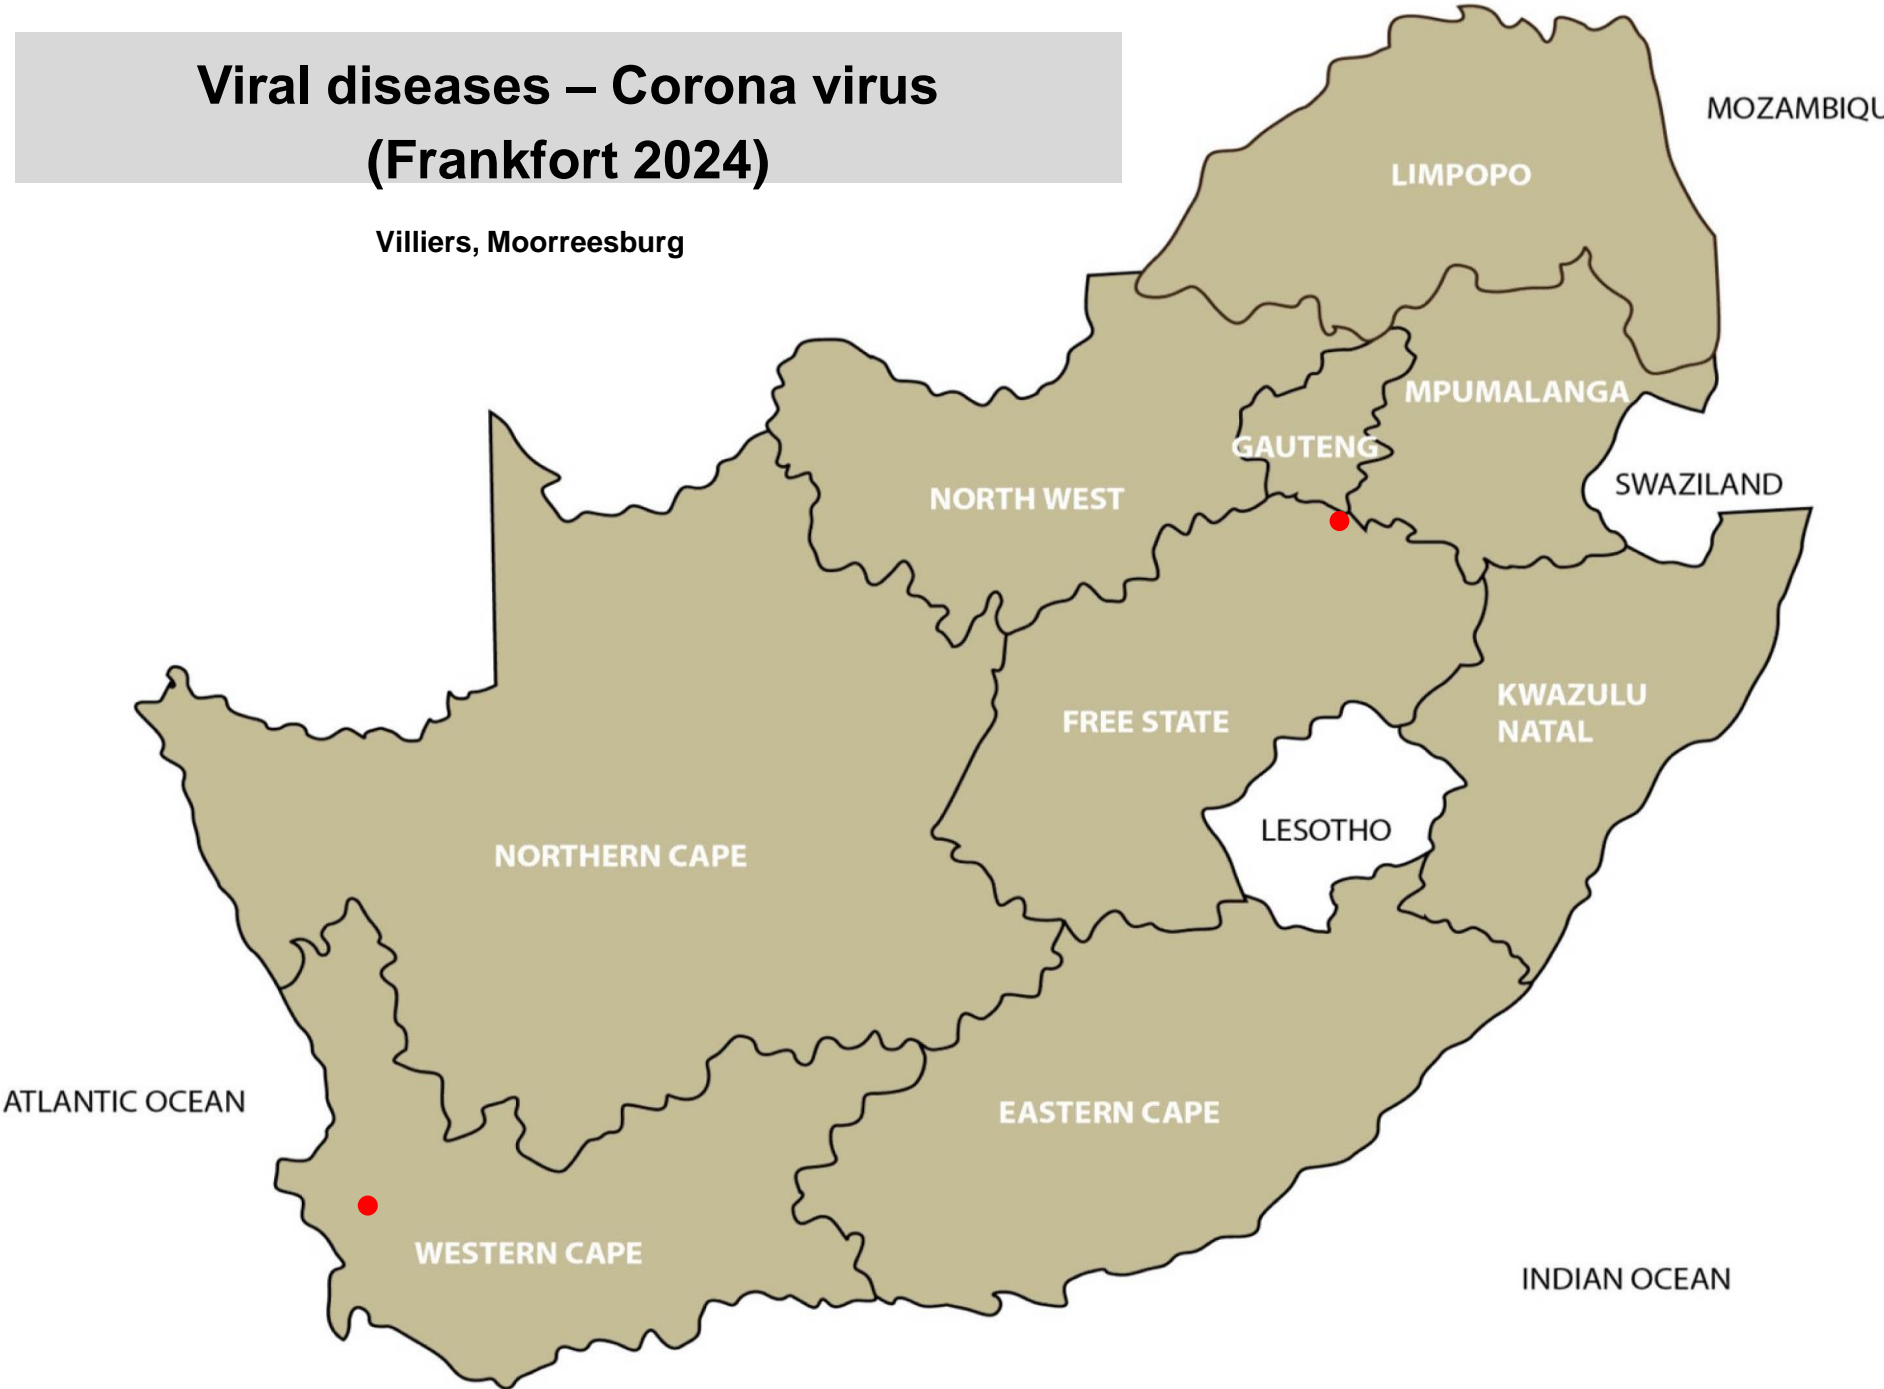 Viral diseases – Corona virus
(Frankfort 2024)
Villiers, Moorreesburg
MOZAMBIQU
LIMPOPO
MPUMALANGA
GAUTENG
SWAZILAND
NORTH WEST
KWAZULU
NATAL
FREE STATE
LESOTHO
NORTHERN CAPE
ATLANTIC OCEAN
EASTERN CAPE
WESTERN CAPE
INDIAN OCEAN